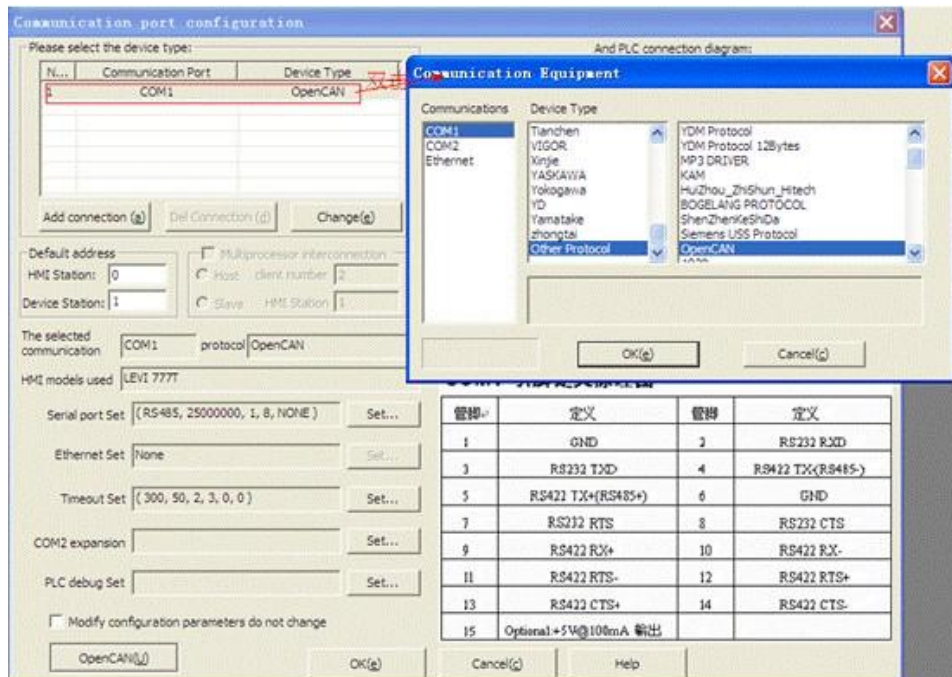 Communication port configuration
Please select the device type:
And PLC connection diagram:
N... Communication Port Device Type
1 COM1 OpenCAN
双击
Add connection (a) Del Connection (d) Change(e)
Communication Equipment
Communications Device Type
COM1
COM2
Ethernet
Tianchen
VIGOR
Xinjie
YASKAWA
Yokogawa
YD
Yamatake
zhongtai
Other Protocol
YDM Protocol
YDM Protocol 12Bytes
MP3 DRIVER
KAM
HuiZhou_ZhiShun_Hitech
BOGELANG PROTOCOL
ShenZhenKeShiDa
Siemens USS Protocol
OpenCAN
OK(e) Cancel(c)
Default address
HMI Station: 0
Device Station: 1
Multiprocessor interconnection
Host client number 2
Slave HMI Station 1
The selected
communication COM1 protocol OpenCAN
HMI models used LEVI 777T
Serial port Set (RS485, 25000000, 1, 8, NONE ) Set...
Ethernet Set None Set...
Timeout Set ( 300, 50, 2, 3, 0, 0 ) Set...
COM2 expansion Set...
PLC debug Set Set...
Modify configuration parameters do not change
OpenCAN(U) OK(e) Cancel(c) Help
管脚 定义 管脚 定义
1 GND 2 RS232 RXD
3 RS232 TXD 4 RS422 TX-(RS485-)
5 RS422 TX+(RS485+) 6 GND
7 RS232 RTS 8 RS232 CTS
9 RS422 RX+ 10 RS422 RX-
11 RS422 RTS- 12 RS422 RTS+
13 RS422 CTS+ 14 RS422 CTS-
15 Optional:+5V@100mA 輸出